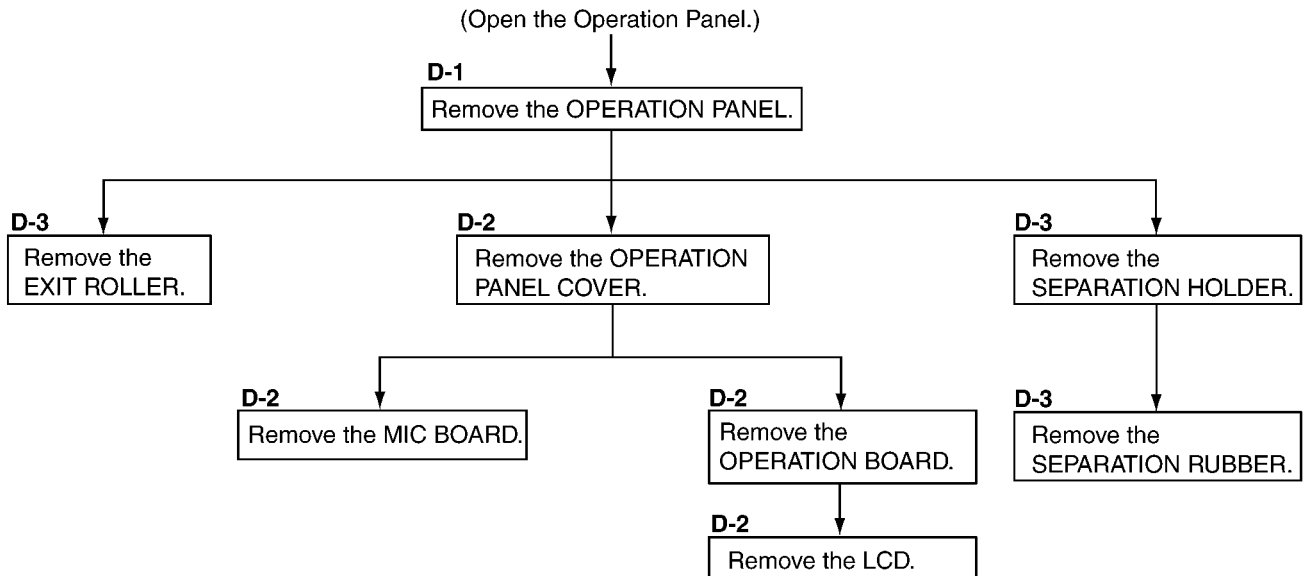 (Open the Operation Panel.)
D-1
Remove the OPERATION PANEL.
D-3
Remove the
EXIT ROLLER.
D-2
Remove the OPERATION
PANEL COVER.
D-3
Remove the
SEPARATION HOLDER.
D-2
Remove the MIC BOARD.
D-2
Remove the
OPERATION BOARD.
D-3
Remove the
SEPARATION RUBBER.
D-2
Remove the LCD.